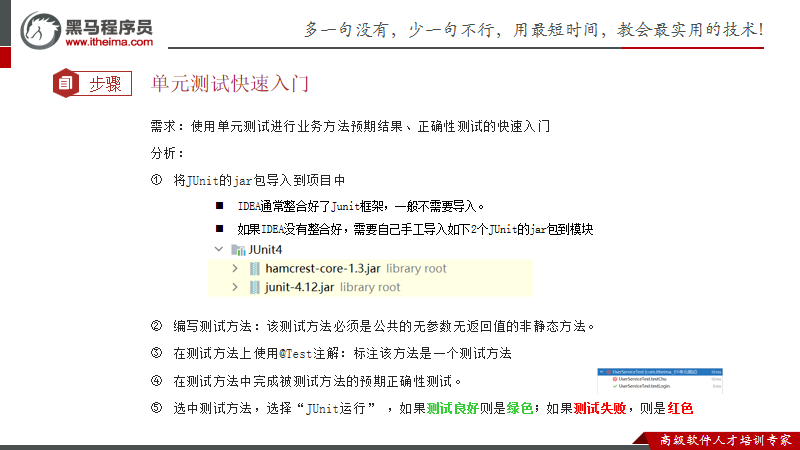 黑马程序员
www.itheima.com
多一句没有，少一句不行，用最短时间，教会最实用的技术！
步骤
单元测试快速入门
需求：使用单元测试进行业务方法预期结果、正确性测试的快速入门
分析：
① 将JUnit的jar包导入到项目中
■ IDEA通常整合好了Junit框架，一般不需要导入。
■ 如果IDEA没有整合好，需要自己手工导入如下2个JUnit的jar包到模块
JUnit4
hamcrest-core-1.3.jar library root
junit-4.12.jar library root
② 编写测试方法：该测试方法必须是公共的无参数无返回值的非静态方法。
③ 在测试方法上使用@Test注解：标注该方法是一个测试方法
④ 在测试方法中完成被测试方法的预期正确性测试。
UserServiceTest.testChu
UserServiceTest.testLogin
⑤ 选中测试方法，选择“JUnit运行” ，如果测试良好则是绿色；如果测试失败，则是红色
高级软件人才培训专家